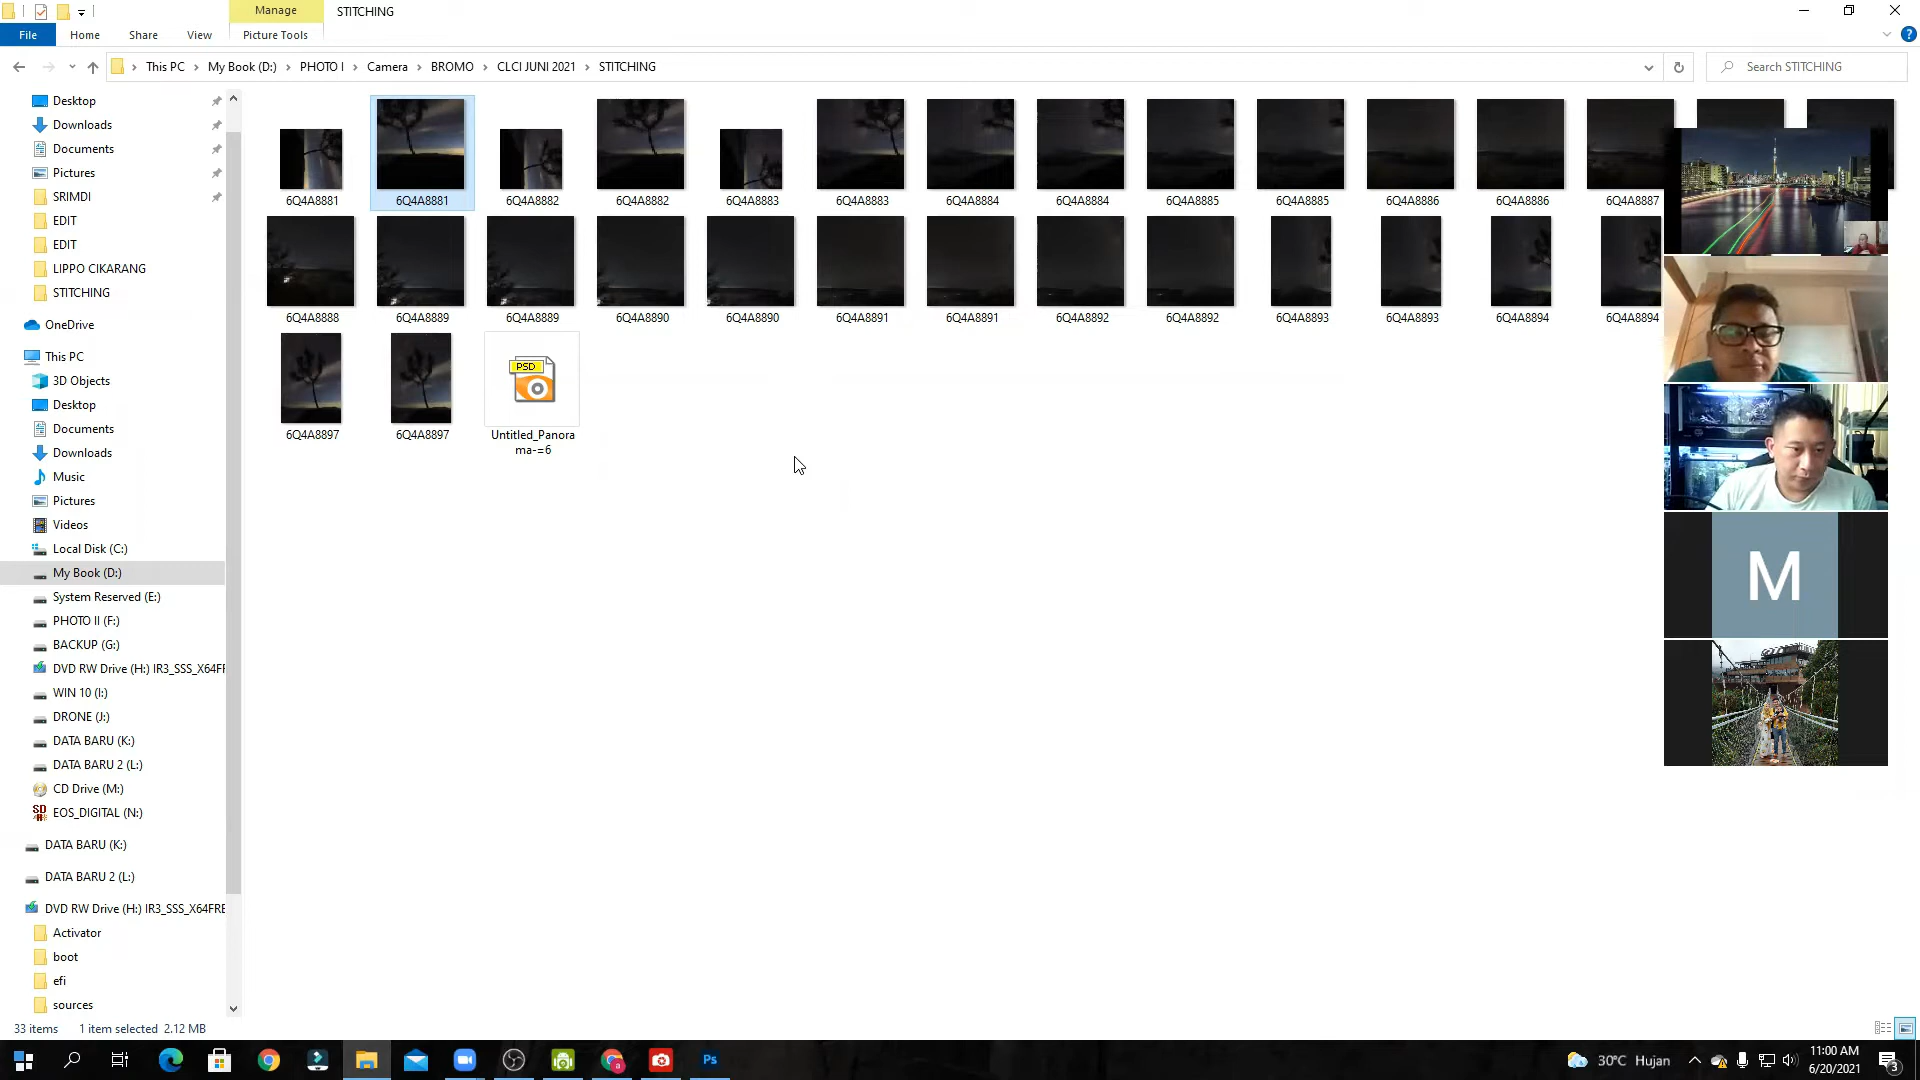 Manage
STITCHING
File
Home
Share
View
Picture Tools
This PC
My Book (D:)
PHOTO I
Camera
BROMO
CLCI JUNI 2021
STITCHING
Search STITCHING
Desktop
Downloads
Documents
Pictures
SRIMDI
EDIT
EDIT
LIPPO CIKARANG
STITCHING
OneDrive
This PC
3D Objects
Desktop
Documents
Downloads
Music
Pictures
Videos
Local Disk (C:)
My Book (D:)
System Reserved (E:)
PHOTO II (F:)
BACKUP (G:)
DVD RW Drive (H:) IR3_SSS_X64F
WIN 10 (I:)
DRONE (J:)
DATA BARU (K:)
DATA BARU 2 (L:)
CD Drive (M:)
EOS_DIGITAL (N:)
DATA BARU (K:)
DATA BARU 2 (L:)
DVD RW Drive (H:) IR3_SSS_X64FRE
Activator
boot
efi
sources
6Q4A8881
6Q4A8881
6Q4A8882
6Q4A8882
6Q4A8883
6Q4A8883
6Q4A8884
6Q4A8884
6Q4A8885
6Q4A8885
6Q4A8886
6Q4A8886
6Q4A8887
6Q4A8888
6Q4A8889
6Q4A8889
6Q4A8890
6Q4A8890
6Q4A8891
6Q4A8891
6Q4A8892
6Q4A8892
6Q4A8893
6Q4A8893
6Q4A8894
6Q4A8894
6Q4A8897
6Q4A8897
PSD
Untitled_Panora
ma-=6
M
33 items
1 item selected 2.12 MB
Ps
30°C Hujan
11:00 AM
6/20/2021
3